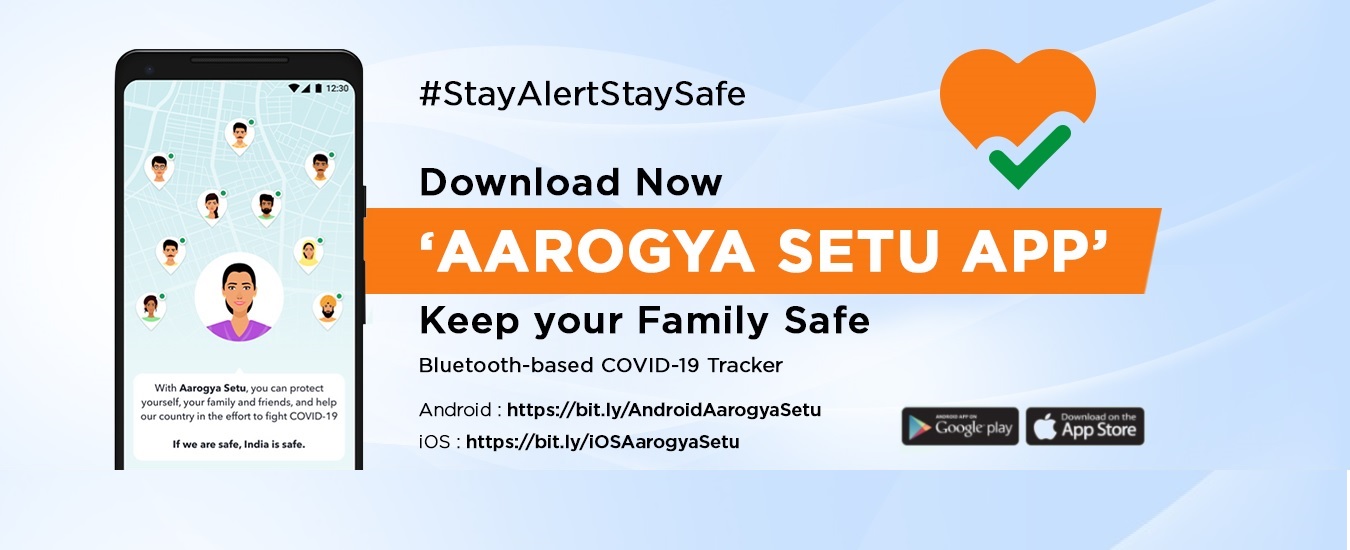 12:30
#StayAlertStaySafe
Download Now
‘AAROGYA SETU APP’
Keep your Family Safe
Bluetooth-based COVID-19 Tracker
Android : https://bit.ly/AndroidAarogyaSetu
iOS : https://bit.ly/iOSAarogyaSetu
With Aarogya Setu, you can protect
yourself, your family and friends, and help
our country in the effort to fight COVID-19
If we are safe, India is safe.
ANDROID APP ON
Google play
Download on the
App Store